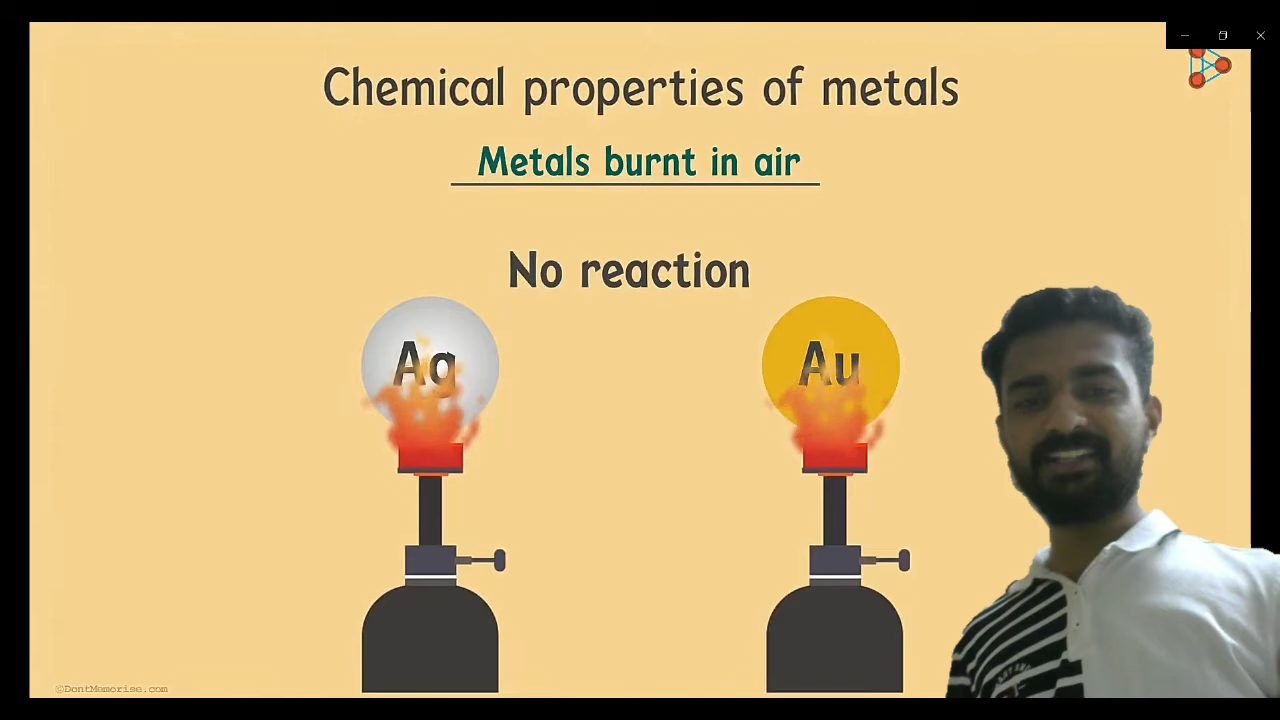 Chemical properties of metals
Metals burnt in air
No reaction
Ag
Au
©DontMemorise.com